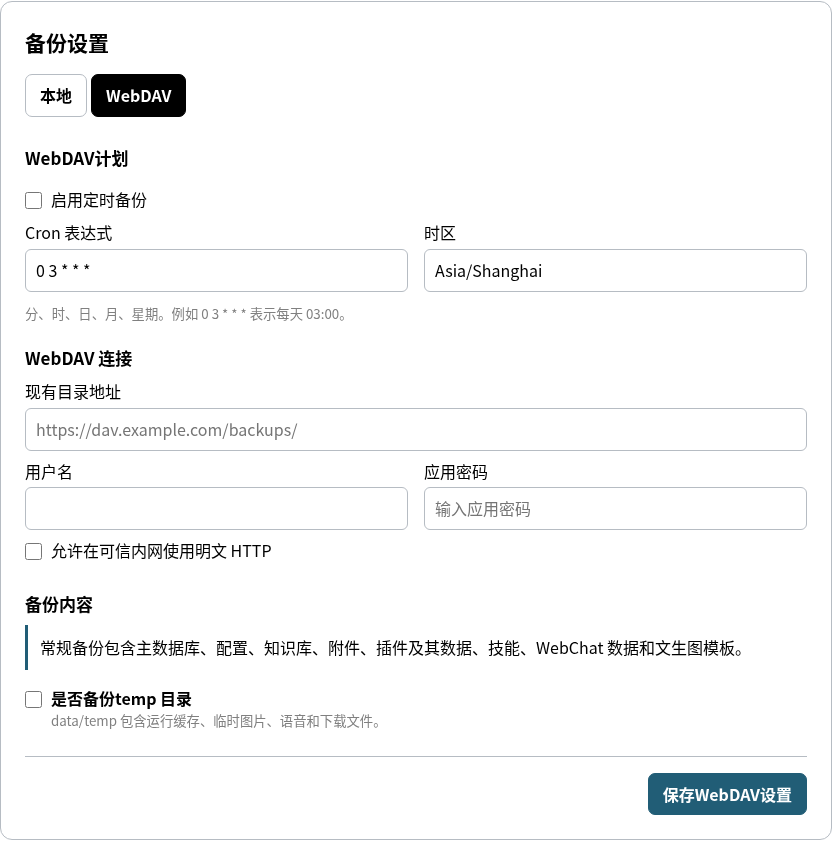 备份设置
本地 WebDAV
WebDAV计划
启用定时备份
Cron 表达式 时区
0 3 * * * Asia/Shanghai
分、时、日、月、星期。例如 0 3 * * * 表示每天 03:00。
WebDAV 连接
现有目录地址
https://dav.example.com/backups/
用户名 应用密码
输入应用密码
允许在可信内网使用明文 HTTP
备份内容
常规备份包含主数据库、配置、知识库、附件、插件及其数据、技能、WebChat 数据和文生图模板。
是否备份temp 目录
data/temp 包含运行缓存、临时图片、语音和下载文件。
保存WebDAV设置